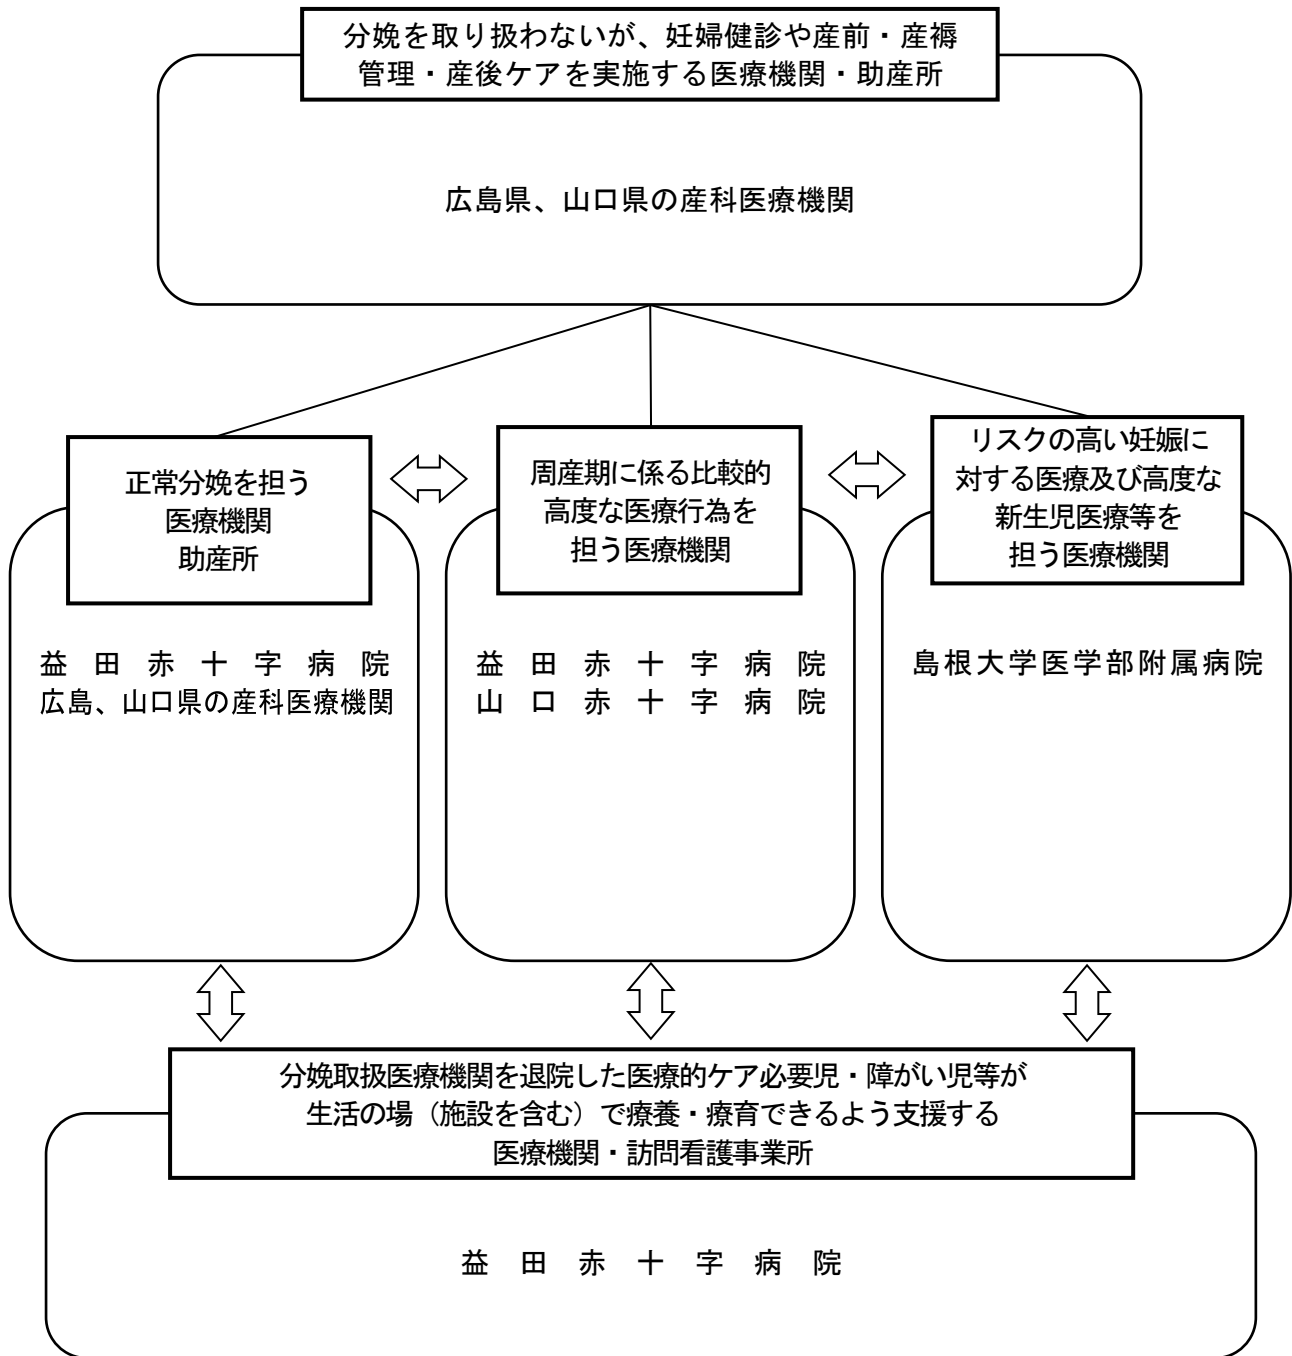 分娩を取り扱わないが、妊婦健診や産前・産褥
管理・産後ケアを実施する医療機関・助産所
広島県、山口県の産科医療機関
正常分娩を担う
医療機関
助産所
益田赤十字病院
広島、山口県の産科医療機関
周産期に係る比較的
高度な医療行為を
担う医療機関
益田赤十字病院
山口赤十字病院
リスクの高い妊娠に
対する医療及び高度な
新生児医療等を
担う医療機関
島根大学医学部附属病院
分娩取扱医療機関を退院した医療的ケア必要児・障がい児等が
生活の場（施設を含む）で療養・療育できるよう支援する
医療機関・訪問看護事業所
益田赤十字病院